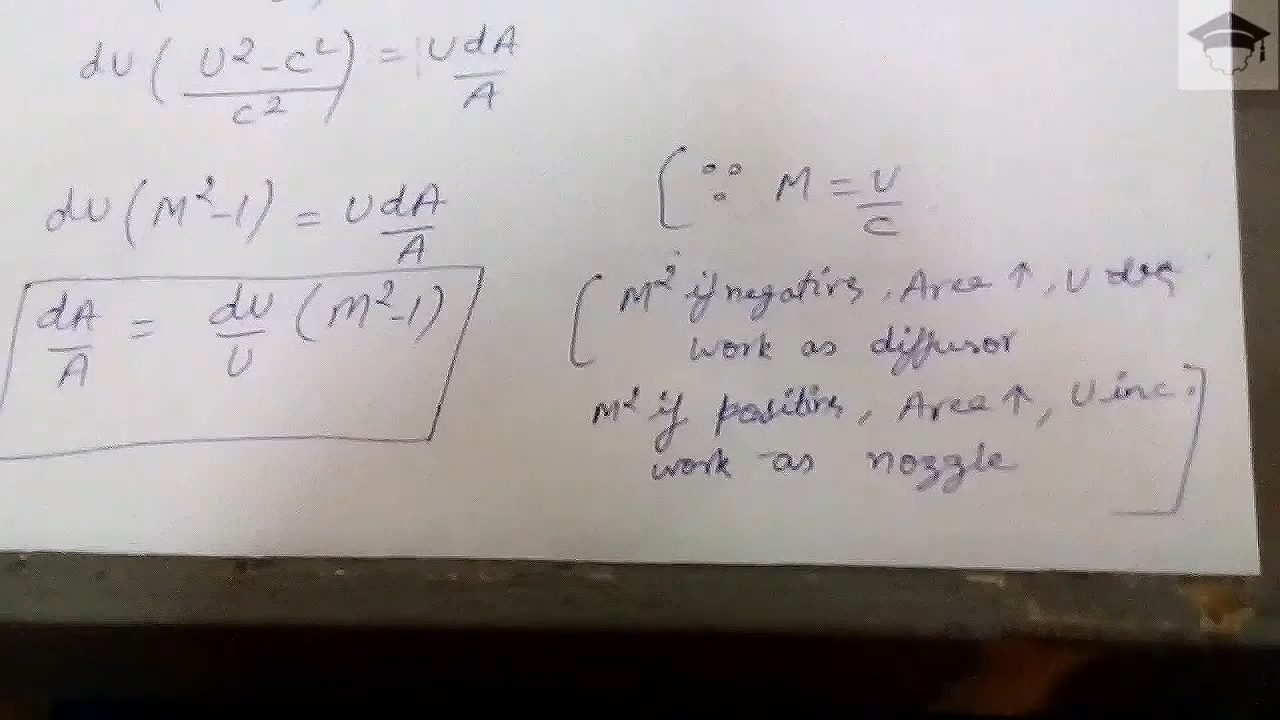 dU ( U² - c² / c² ) = U dA / A
dU (M² - 1) = U dA / A
dA / A = dU / U (M² - 1)
[ ∵ M = U / c
[ M² if negative, Area ↑, U dec
work as diffusor
M² if positive, Area ↑, U inc. ]
work as nozzle